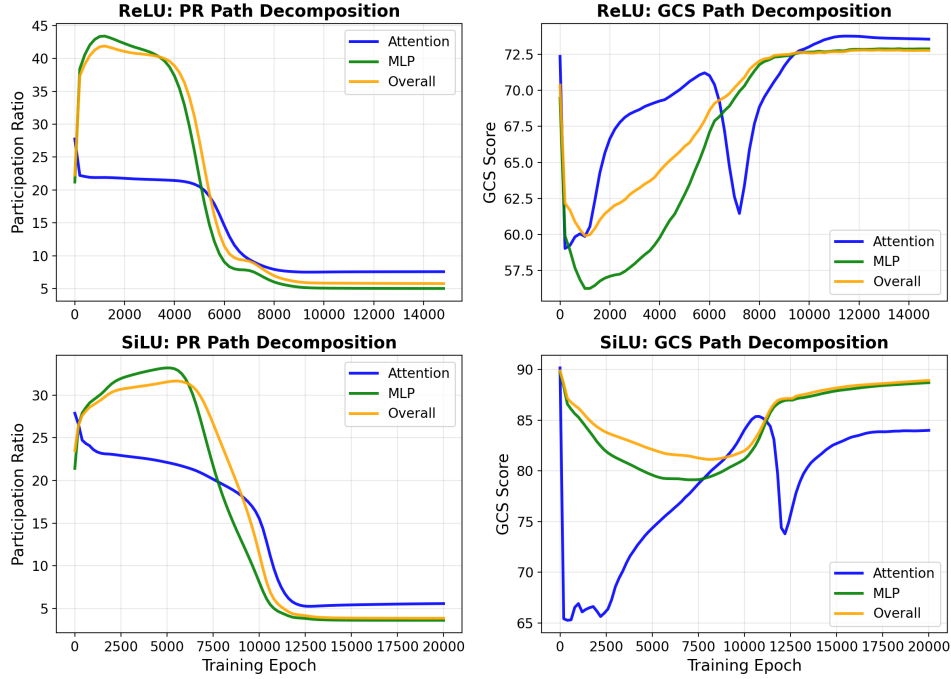 ReLU: PR Path Decomposition
Participation Ratio
45
40
35
30
25
20
15
10
5
0
2000
4000
6000
8000
10000
12000
14000
Attention
MLP
Overall
ReLU: GCS Path Decomposition
GCS Score
72.5
70.0
67.5
65.0
62.5
60.0
57.5
0
2000
4000
6000
8000
10000
12000
14000
Attention
MLP
Overall
SiLU: PR Path Decomposition
Participation Ratio
30
25
20
15
10
5
0
2500
5000
7500
10000
12500
15000
17500
20000
Training Epoch
Attention
MLP
Overall
SiLU: GCS Path Decomposition
GCS Score
90
85
80
75
70
65
0
2500
5000
7500
10000
12500
15000
17500
20000
Training Epoch
Attention
MLP
Overall